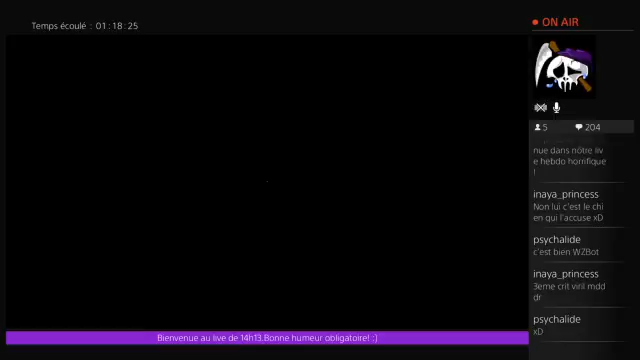 Temps écoulé : 01:18:25
ON AIR
5
204
nue dans nôtre liv
e hebdo horrifique
!
inaya_princess
Non lui c'est le chi
en qui l'accuse xD
psychalide
c'est bien WZBot
inaya_princess
3eme crit viril mdd
dr
psychalide
xD
Bienvenue au live de 14h13.Bonne humeur obligatoire! :)